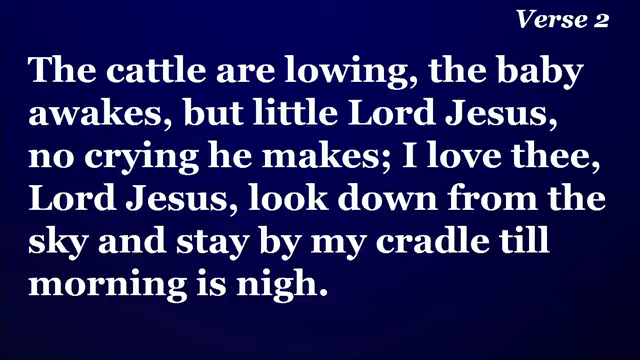 Verse 2
The cattle are lowing, the baby
awakes, but little Lord Jesus,
no crying he makes; I love thee,
Lord Jesus, look down from the
sky and stay by my cradle till
morning is nigh.